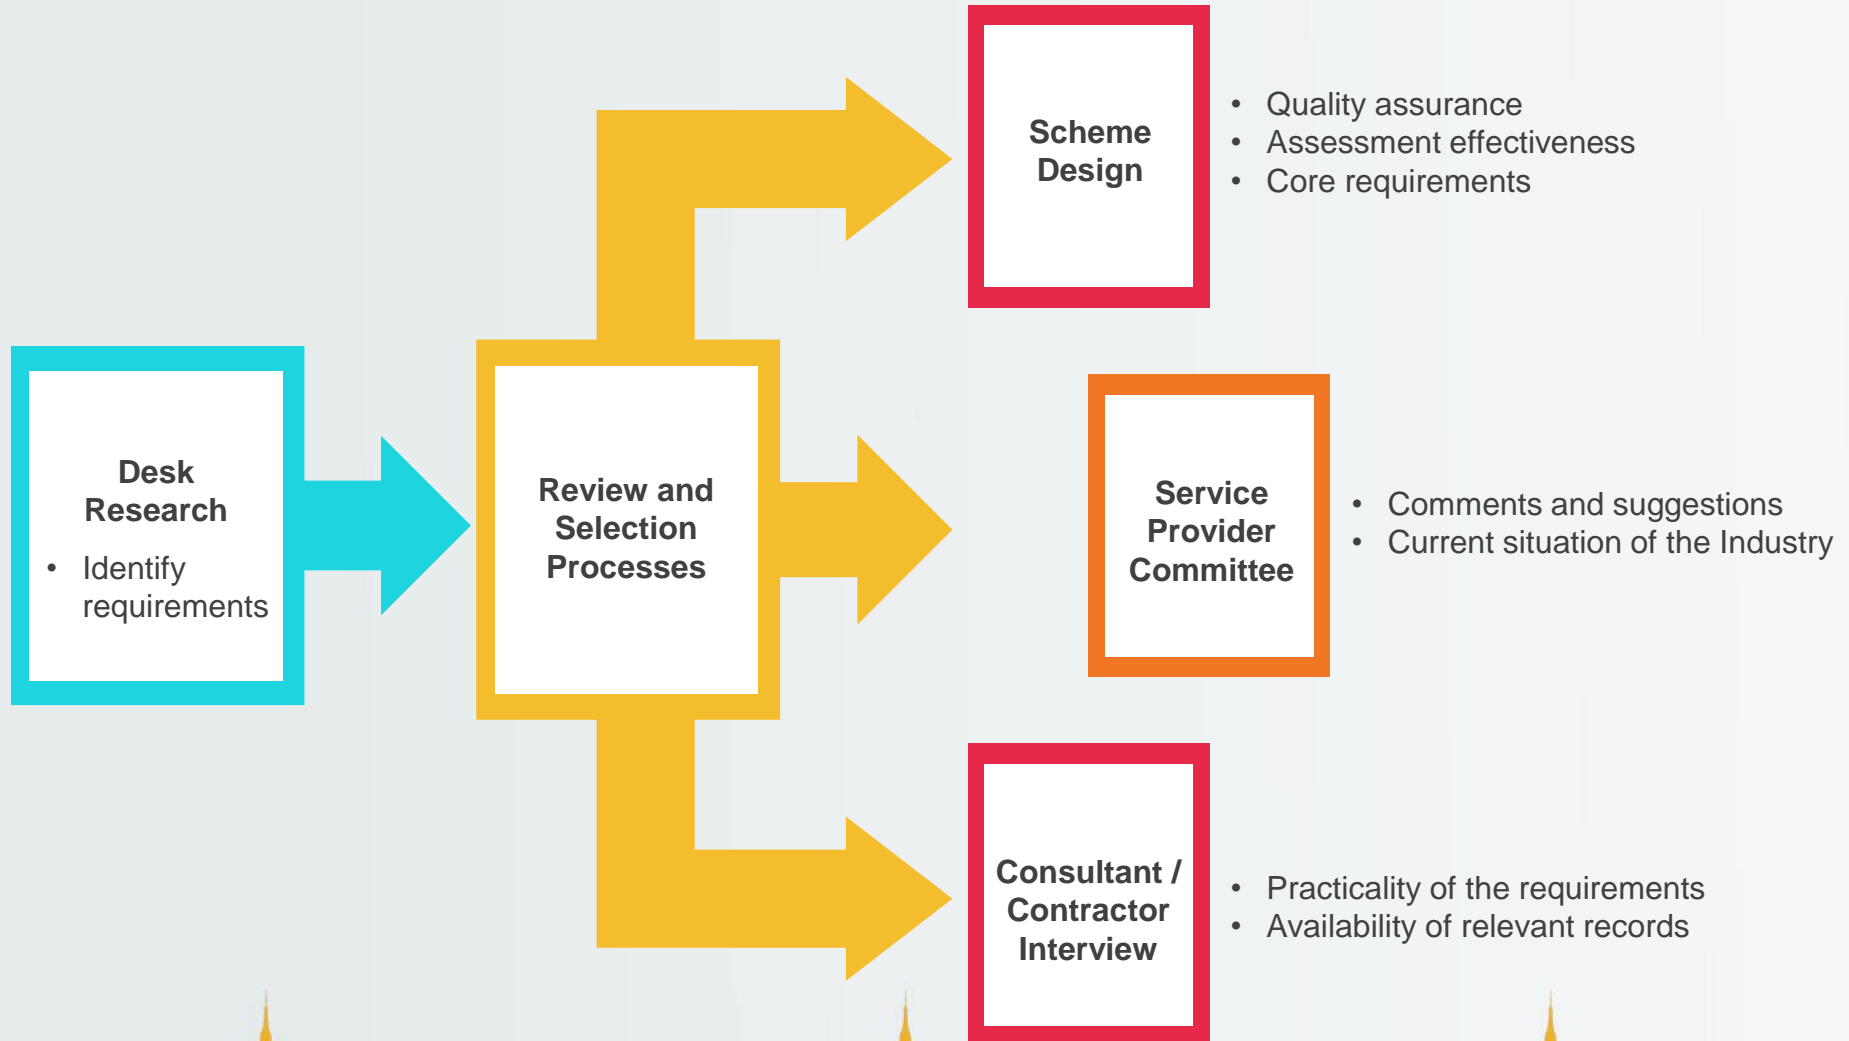 Desk
Research
• Identify
requirements
Review and
Selection
Processes
Scheme
Design
• Quality assurance
• Assessment effectiveness
• Core requirements
Service
Provider
Committee
• Comments and suggestions
• Current situation of the Industry
Consultant /
Contractor
Interview
• Practicality of the requirements
• Availability of relevant records